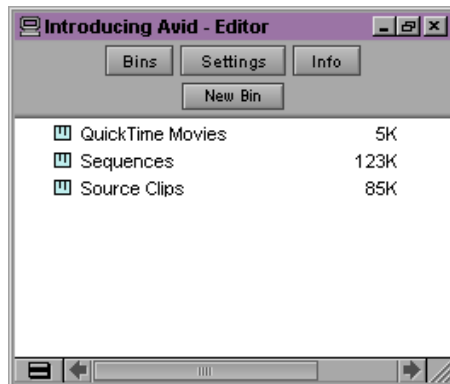 Introducing Avid - Editor
Bins Settings Info
New Bin
QuickTime Movies 5K
Sequences 123K
Source Clips 85K